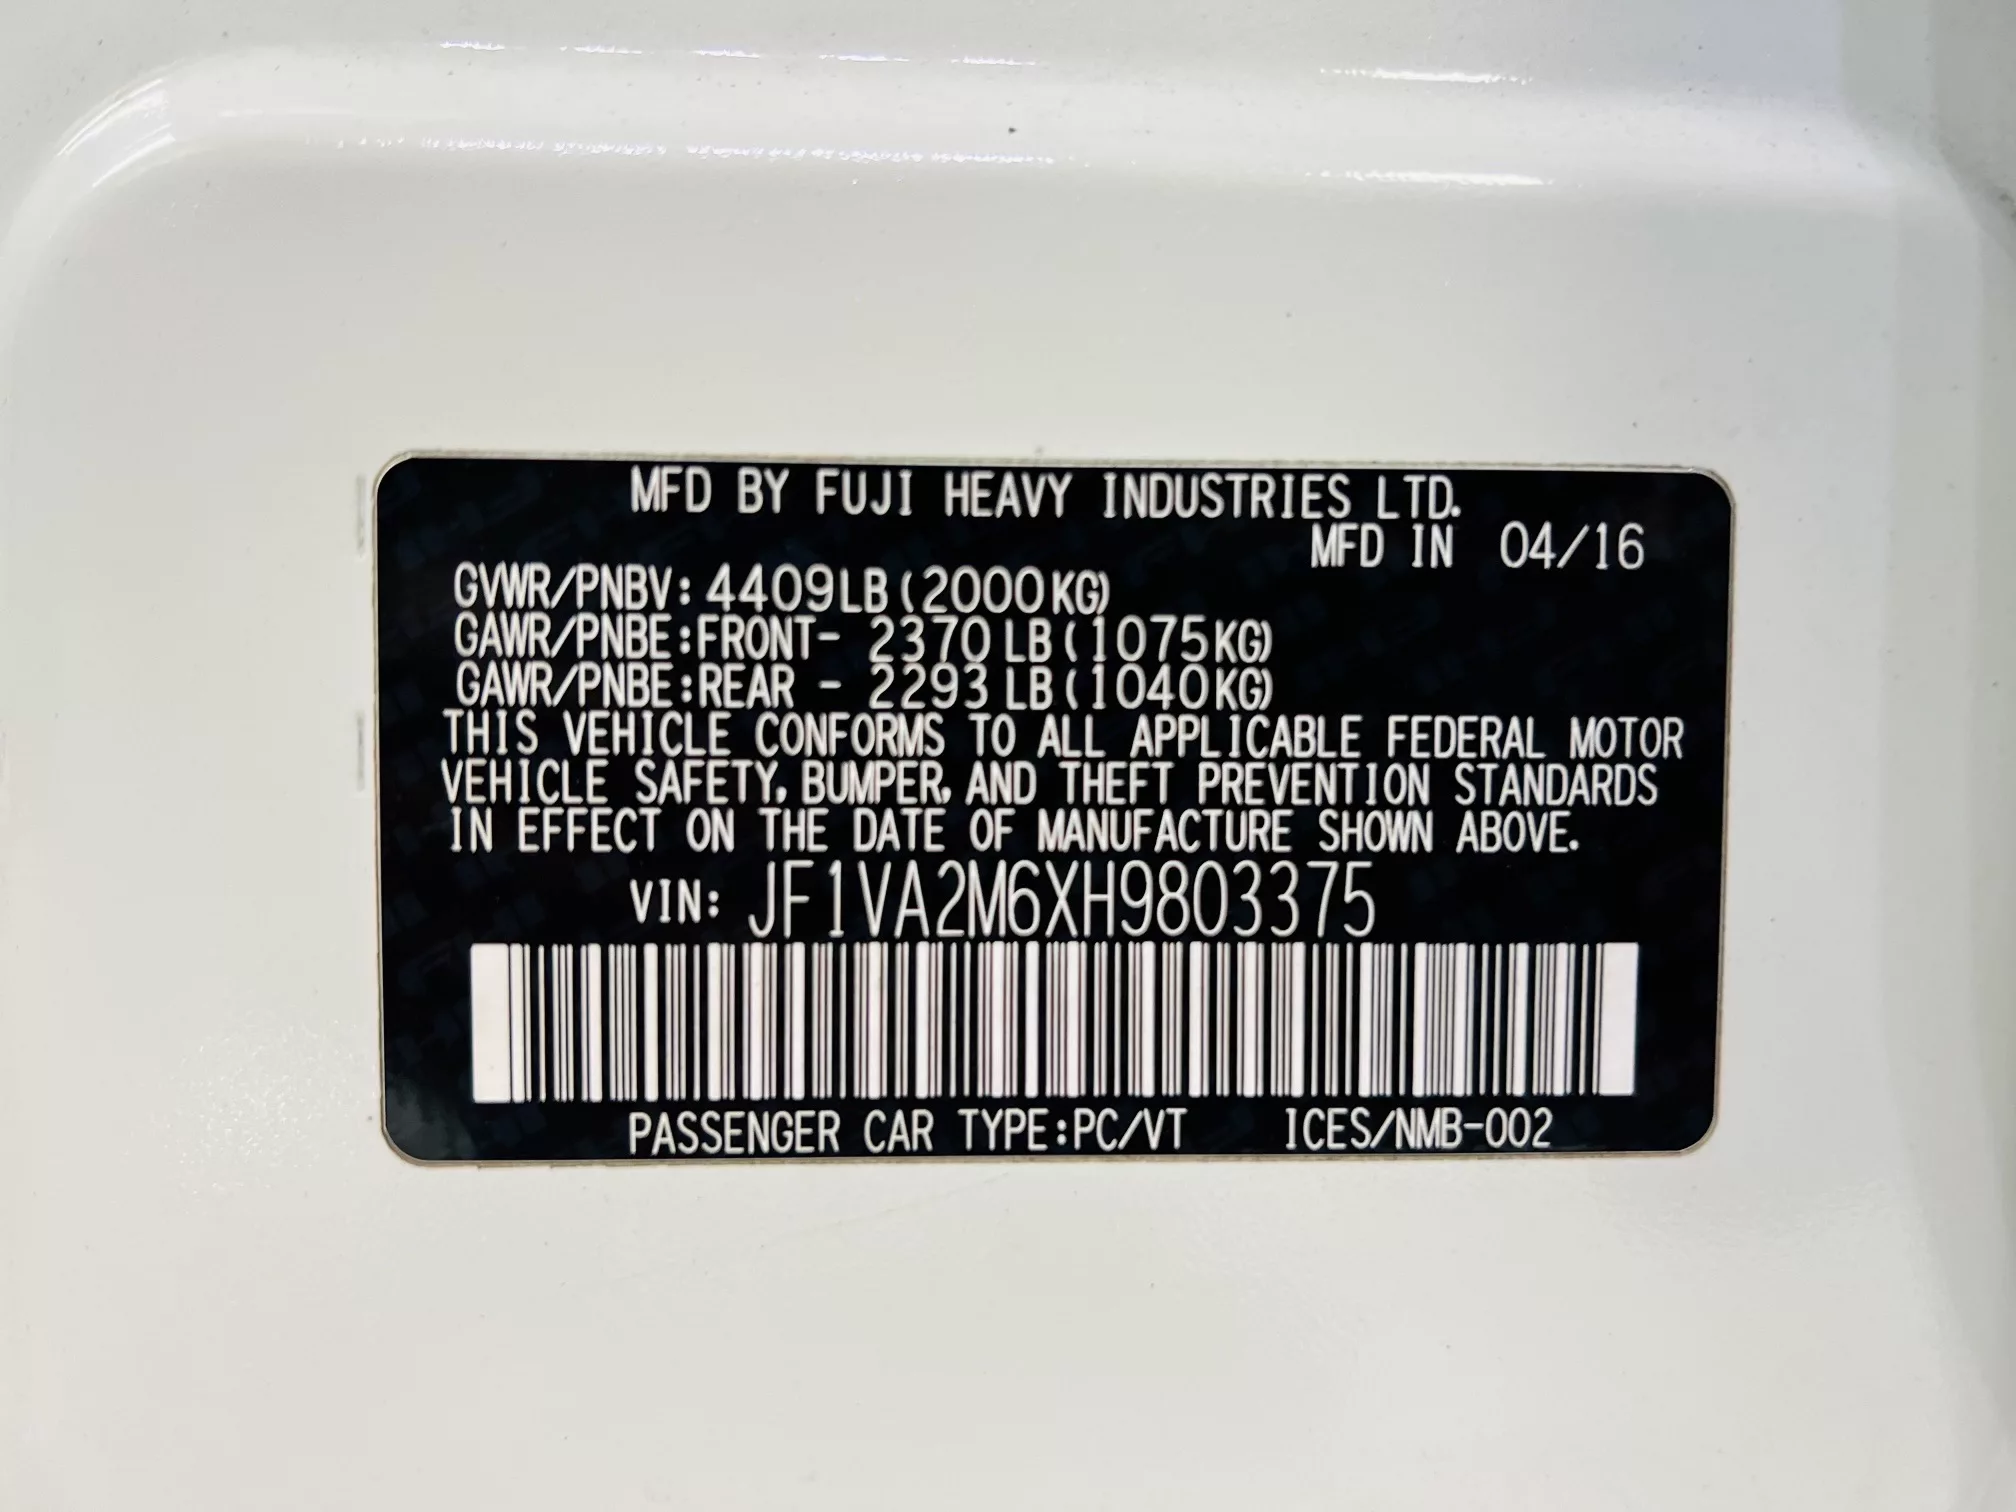 MFD BY FUJI HEAVY INDUSTRIES LTD.
MFD IN 04/16
GVWR/PNBV: 4409LB(2000KG)
GAWR/PNBE:FRONT- 2370 LB(1075KG)
GAWR/PNBE:REAR - 2293 LB(1040KG)
THIS VEHICLE CONFORMS TO ALL APPLICABLE FEDERAL MOTOR
VEHICLE SAFETY, BUMPER, AND THEFT PREVENTION STANDARDS
IN EFFECT ON THE DATE OF MANUFACTURE SHOWN ABOVE.
VIN: JF1VA2M6XH9803375
PASSENGER CAR TYPE:PC/VT ICES/NMB-002